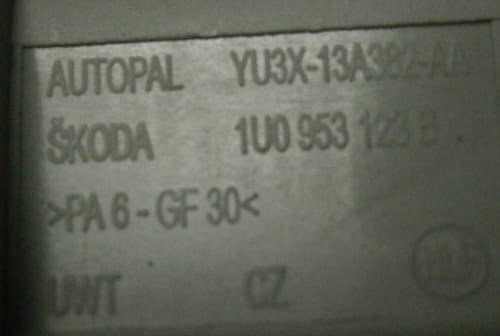 AUTOPAL YU3X-13A382-AA
ŠKODA 1U0 953 123 B
>PA 6 - GF 30<
UWT CZ